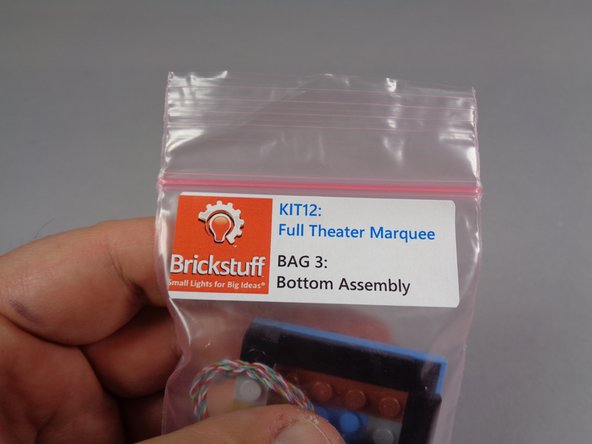 KIT12:
Full Theater Marquee
BAG 3:
Bottom Assembly
Brickstuff
Small Lights for Big Ideas®